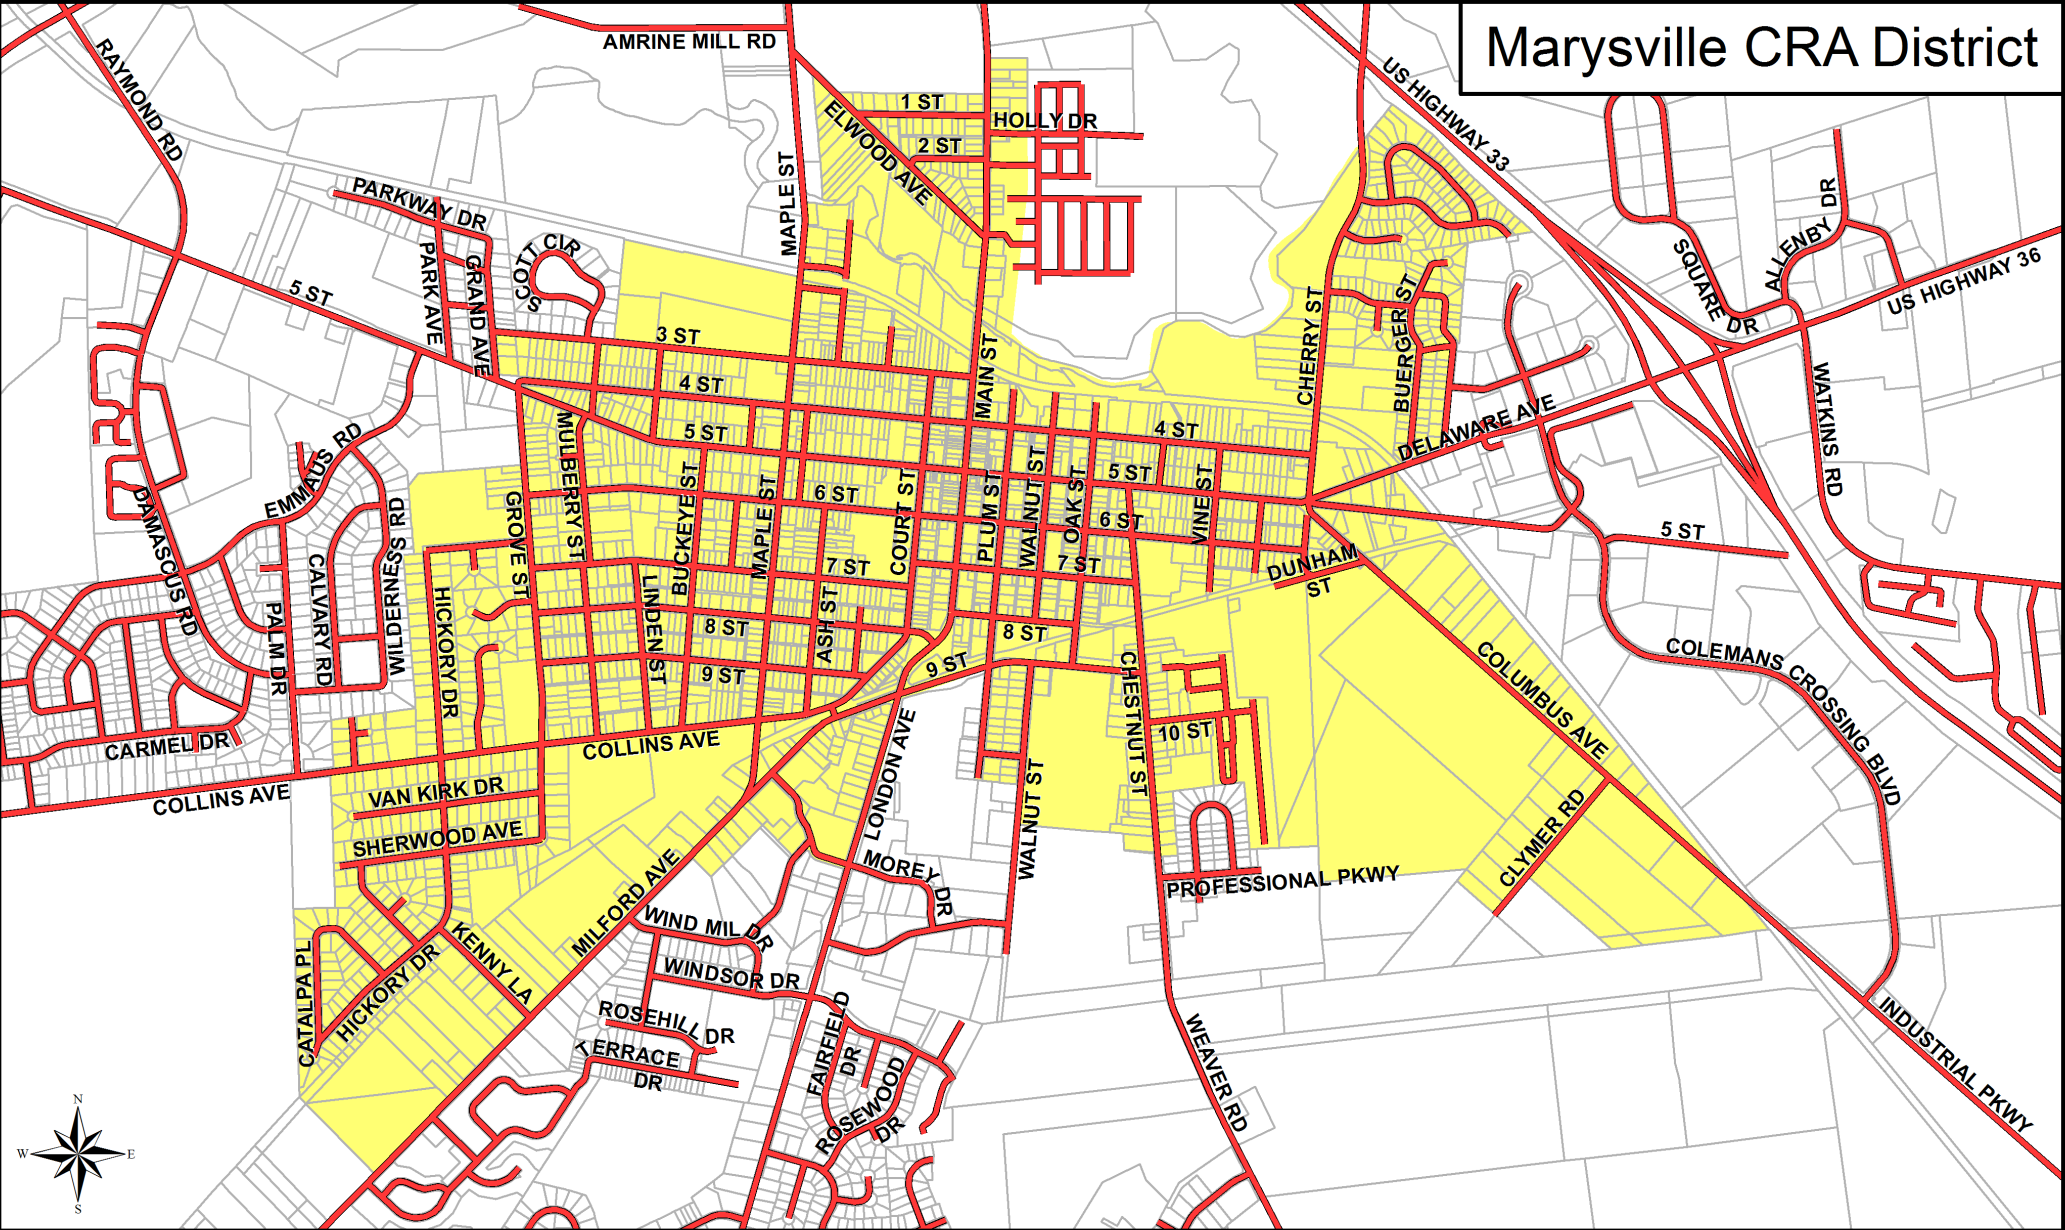 Marysville CRA District
AMRINE MILL RD
RAYMOND RD
US HIGHWAY 33
1 ST
ELWOOD AVE
HOLLY DR
2 ST
MAPLE ST
PARKWAY DR
SCOTT CIR
PARK AVE
GRAND AVE
5 ST
3 ST
4 ST
5 ST
MAIN ST
CHERRY ST
BUERGER ST
SQUARE DR
ALLENBY DR
US HIGHWAY 36
WATKINS RD
DELAWARE AVE
4 ST
5 ST
MULBERRY ST
GROVE ST
EMMAUS RD
DAMASCUS RD
BUCKEYE ST
MAPLE ST
6 ST
COURT ST
PLUM ST
WALNUT ST
OAK ST
6 ST
VINE ST
5 ST
7 ST
7 ST
DUNHAM ST
CALVARY RD
WILDERNESS RD
PALM DR
HICKORY DR
LINDEN ST
8 ST
ASH ST
8 ST
9 ST
9 ST
CHESTNUT ST
10 ST
COLUMBUS AVE
COLEMANS CROSSING BLVD
CARMEL DR
COLLINS AVE
COLLINS AVE
VAN KIRK DR
SHERWOOD AVE
LONDON AVE
WALNUT ST
CLYMER RD
MOREY DR
PROFESSIONAL PKWY
MILFORD AVE
WIND MIL DR
KENNY LA
CATALPA PL
HICKORY DR
WINDSOR DR
ROSEHILL DR
TERRACE DR
FAIRFIELD DR
ROSEWOOD DR
WEAVER RD
INDUSTRIAL PKWY
N
W
E
S